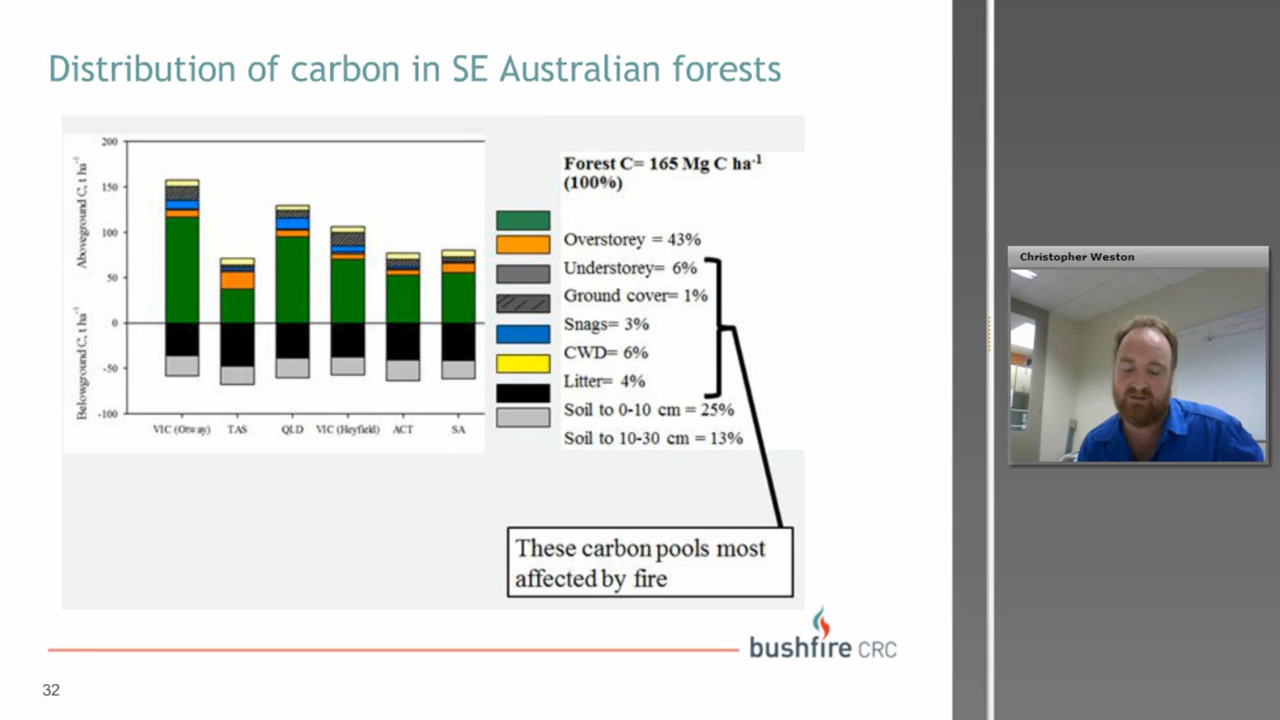 Distribution of carbon in SE Australian forests
Christopher Weston
Aboveground C, t ha-1
Belowground C, t ha-1
200
150
100
50
0
-50
-100
VIC (Otway) TAS QLD VIC (Heyfield) ACT SA
Forest C= 165 Mg C ha-1
(100%)
Overstorey = 43%
Understorey= 6%
Ground cover= 1%
Snags= 3%
CWD= 6%
Litter= 4%
Soil to 0-10 cm = 25%
Soil to 10-30 cm = 13%
These carbon pools most
affected by fire
bushfire CRC
32